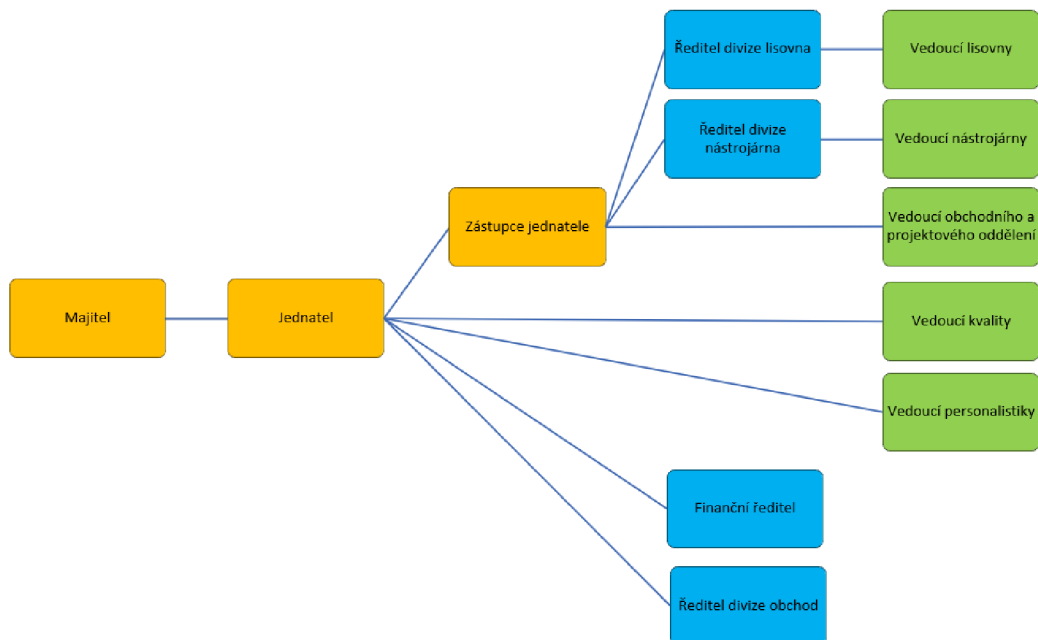 Ředitel divize lisovna
Vedoucí lisovny
Ředitel divize
nástrojárna
Vedoucí nástrojárny
Zástupce jednatele
Vedoucí obchodního a
projektového oddělení
Majitel
Jednatel
Vedoucí kvality
Vedoucí personalistiky
Finanční ředitel
Ředitel divize obchod